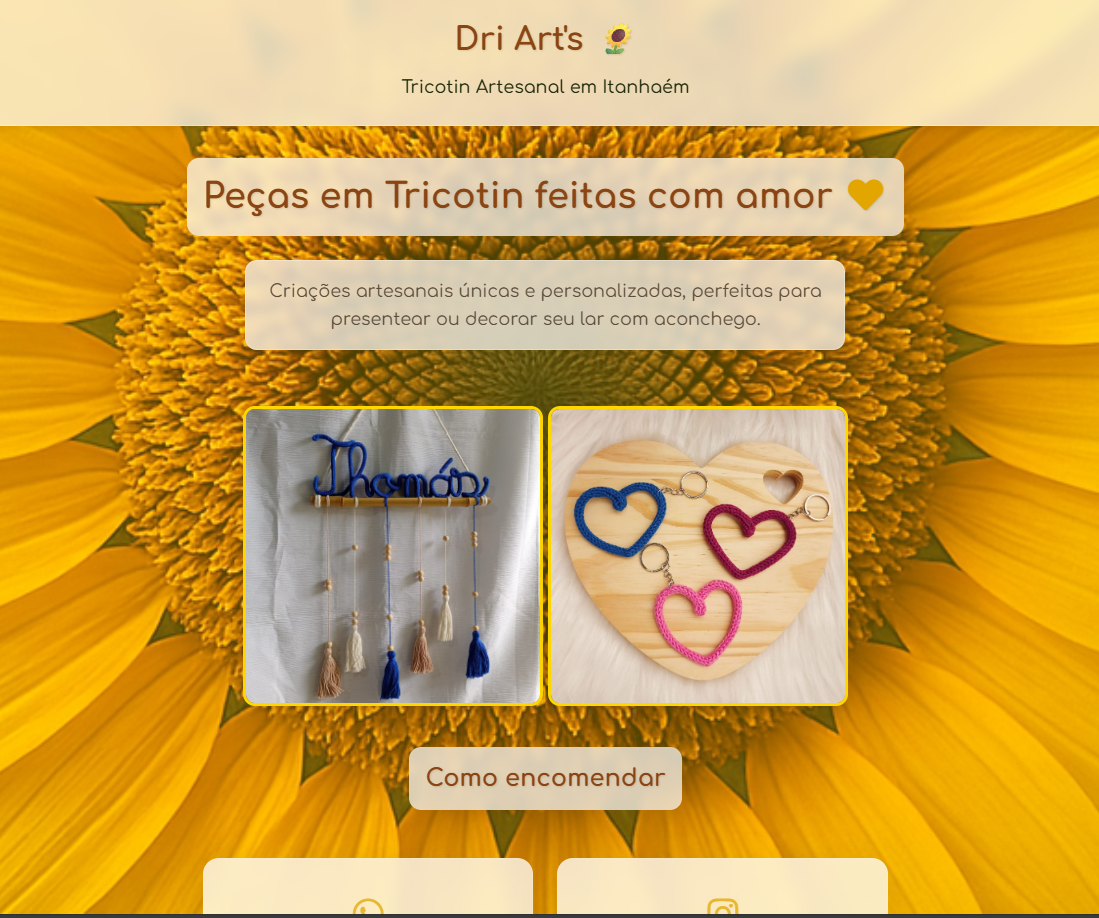 Dri Art's 🌻
Tricotin Artesanal em Itanhaém
Peças em Tricotin feitas com amor
Criações artesanais únicas e personalizadas, perfeitas para
presentear ou decorar seu lar com aconchego.
Thomás
Como encomendar